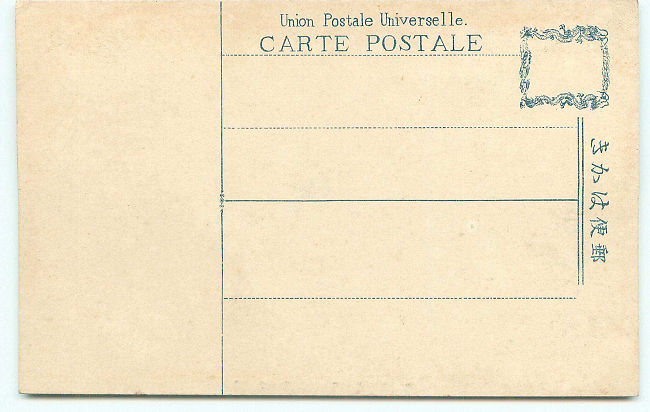 Union Postale Universelle.
CARTE POSTALE
郵便はかき